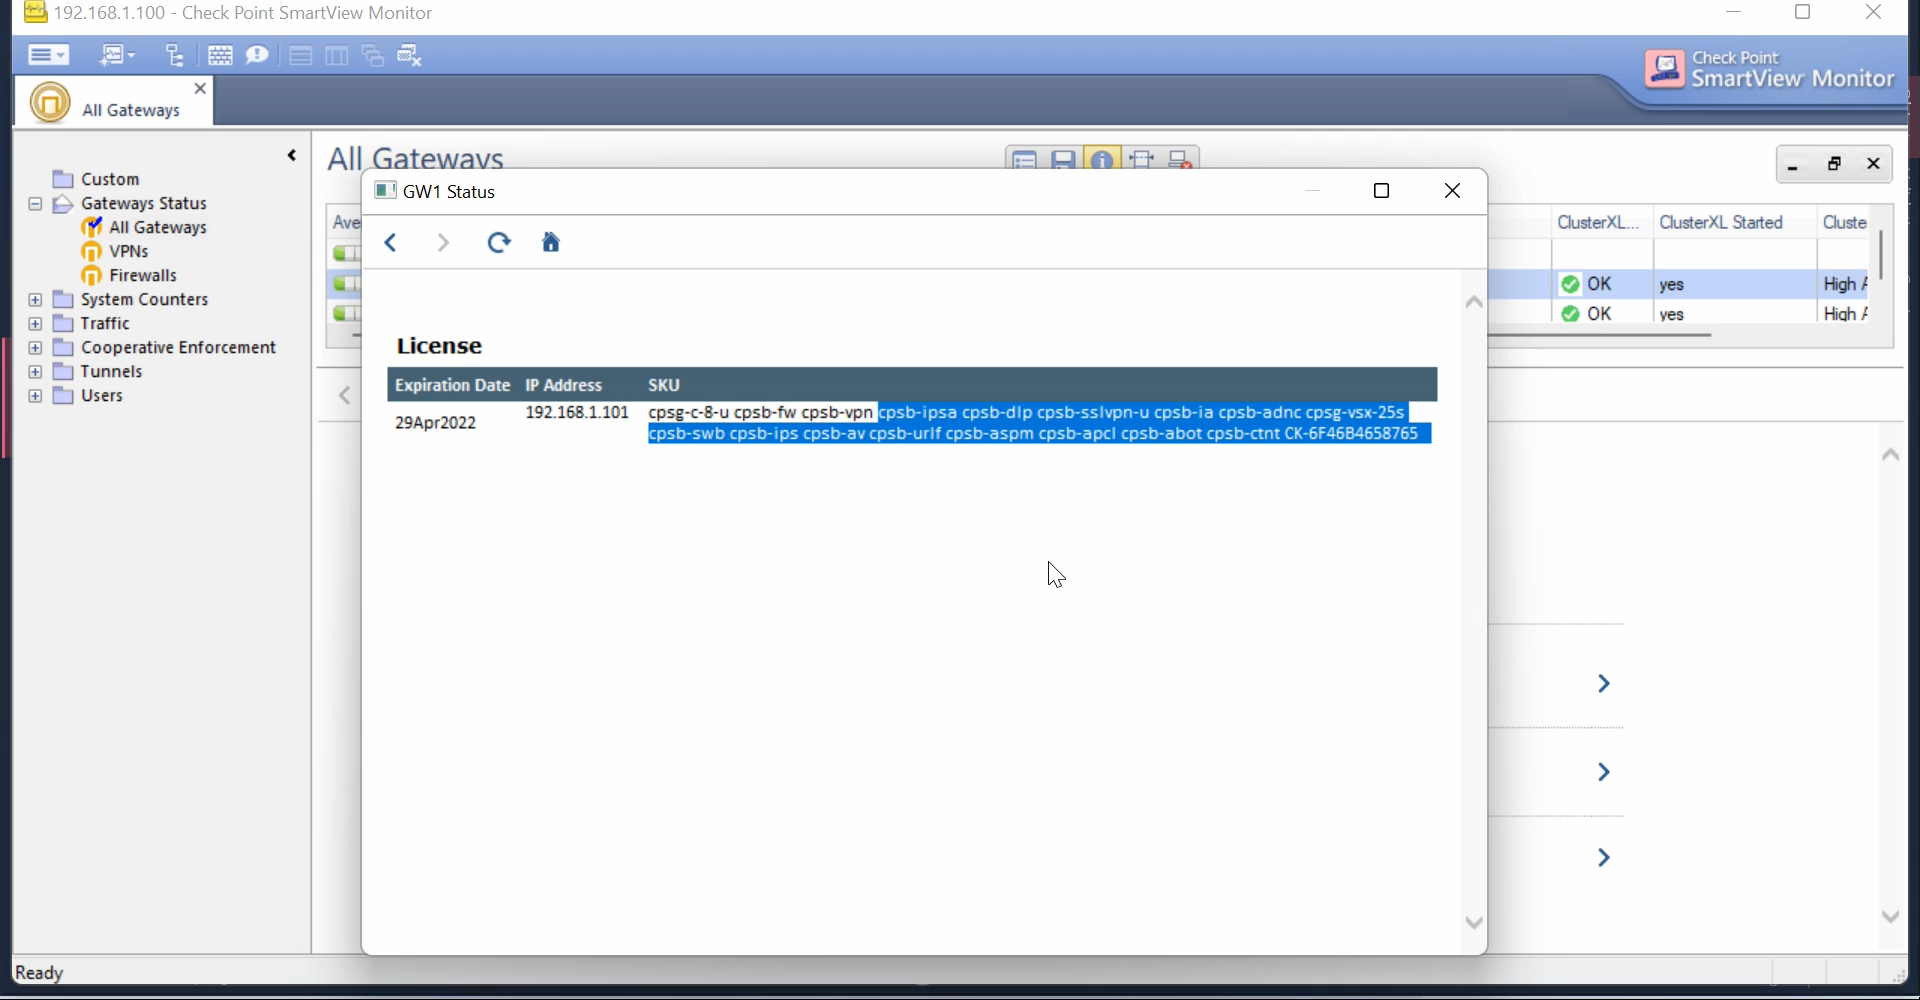 192.168.1.100 - Check Point SmartView Monitor
Check Point
SmartView Monitor
All Gateways
Custom
Gateways Status
All Gateways
VPNs
Firewalls
System Counters
Traffic
Cooperative Enforcement
Tunnels
Users
All Gateways
Ave
ClusterXL... ClusterXL Started Cluste
OK yes High A
OK yes High A
GW1 Status
License
Expiration Date IP Address SKU
29Apr2022 192.168.1.101 cpsg-c-8-u cpsb-fw cpsb-vpn cpsb-ipsa cpsb-dlp cpsb-sslvpn-u cpsb-ia cpsb-adnc cpsg-vsx-25s
cpsb-swb cpsb-ips cpsb-av cpsb-urlf cpsb-aspm cpsb-apcl cpsb-abot cpsb-ctnt CK-6F46B4658765
Ready